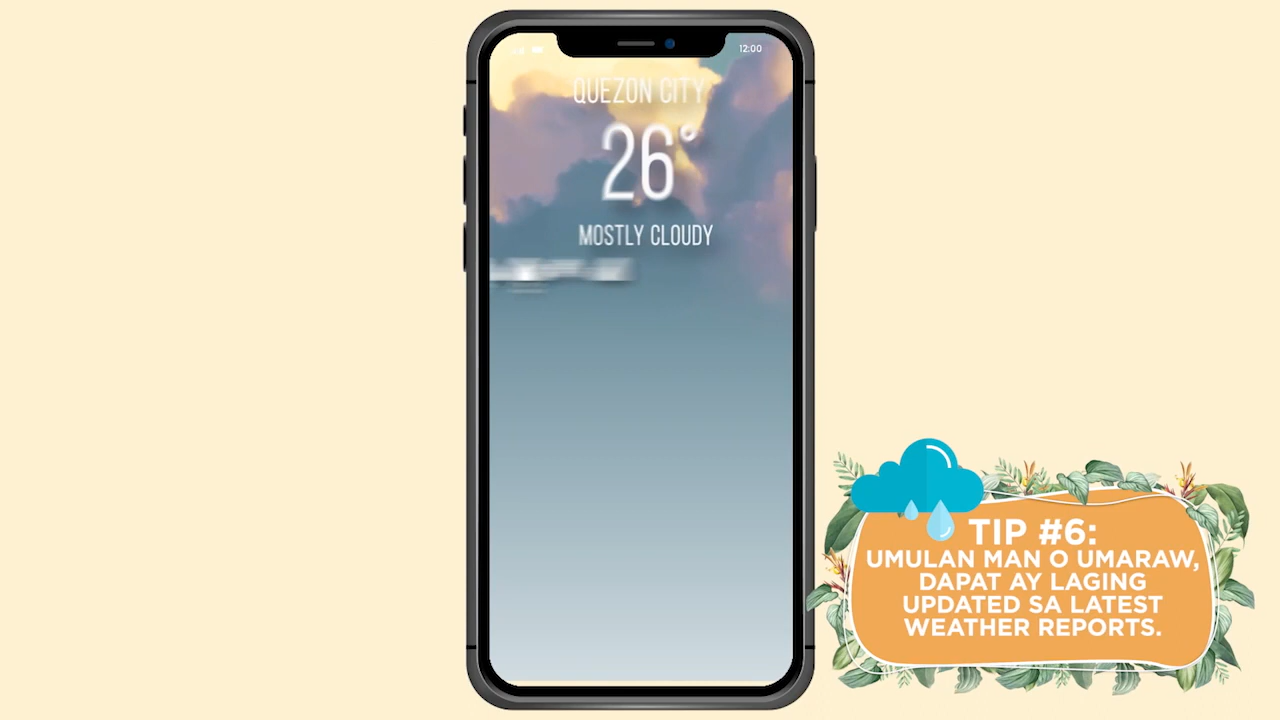 12:00
QUEZON CITY
26°
MOSTLY CLOUDY
TIP #6:
UMULAN MAN O UMARAW,
DAPAT AY LAGING
UPDATED SA LATEST
WEATHER REPORTS.